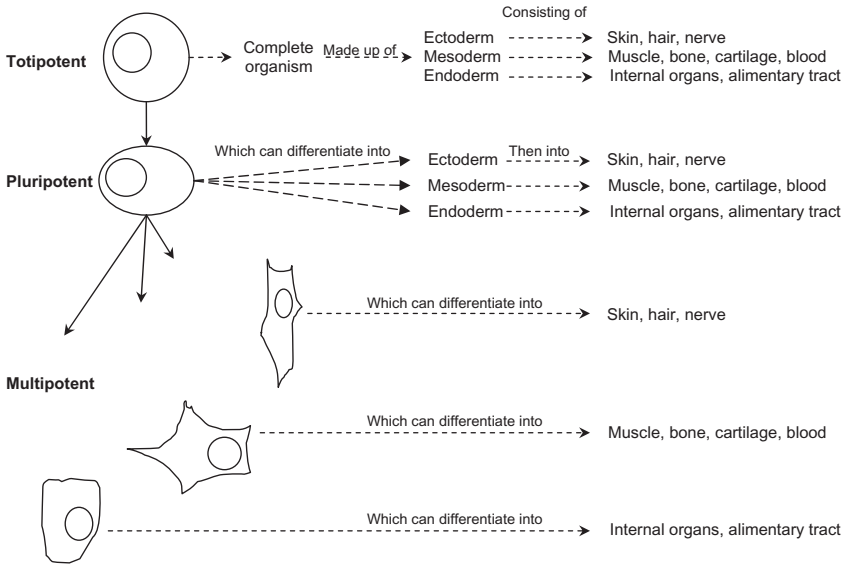 Consisting of
Totipotent
Complete organism
Made up of
Ectoderm
Skin, hair, nerve
Mesoderm
Muscle, bone, cartilage, blood
Endoderm
Internal organs, alimentary tract
Pluripotent
Which can differentiate into
Ectoderm
Then into
Skin, hair, nerve
Mesoderm
Muscle, bone, cartilage, blood
Endoderm
Internal organs, alimentary tract
Which can differentiate into
Skin, hair, nerve
Multipotent
Which can differentiate into
Muscle, bone, cartilage, blood
Which can differentiate into
Internal organs, alimentary tract